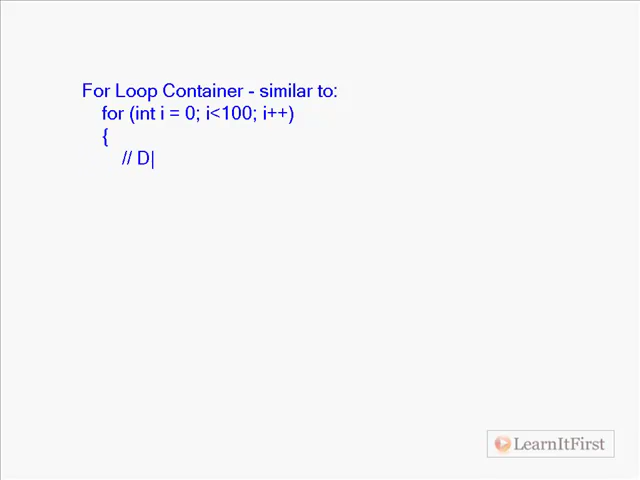 For Loop Container - similar to:
for (int i = 0; i<100; i++)
{
// D
LearnItFirst